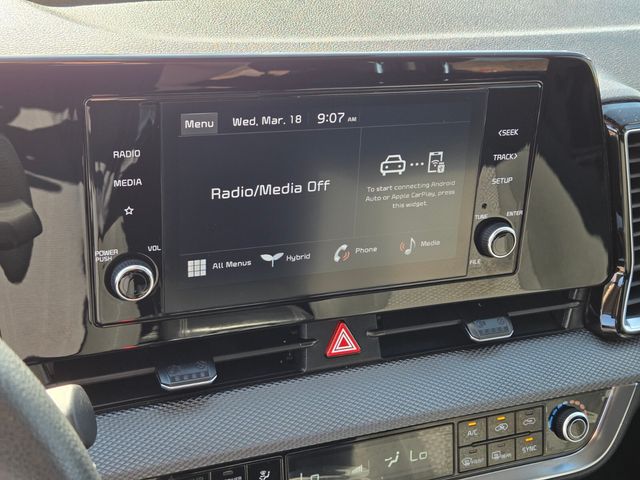 Menu Wed, Mar. 18 9:07 AM
RADIO
MEDIA
POWER
PUSH
VOL
Radio/Media Off
To start connecting Android
Auto or Apple CarPlay, press
this widget.
All Menus Hybrid Phone Media
<SEEK
TRACK>
SETUP
TUNE
ENTER
FILE
A/C
SYNC
Lo Lo